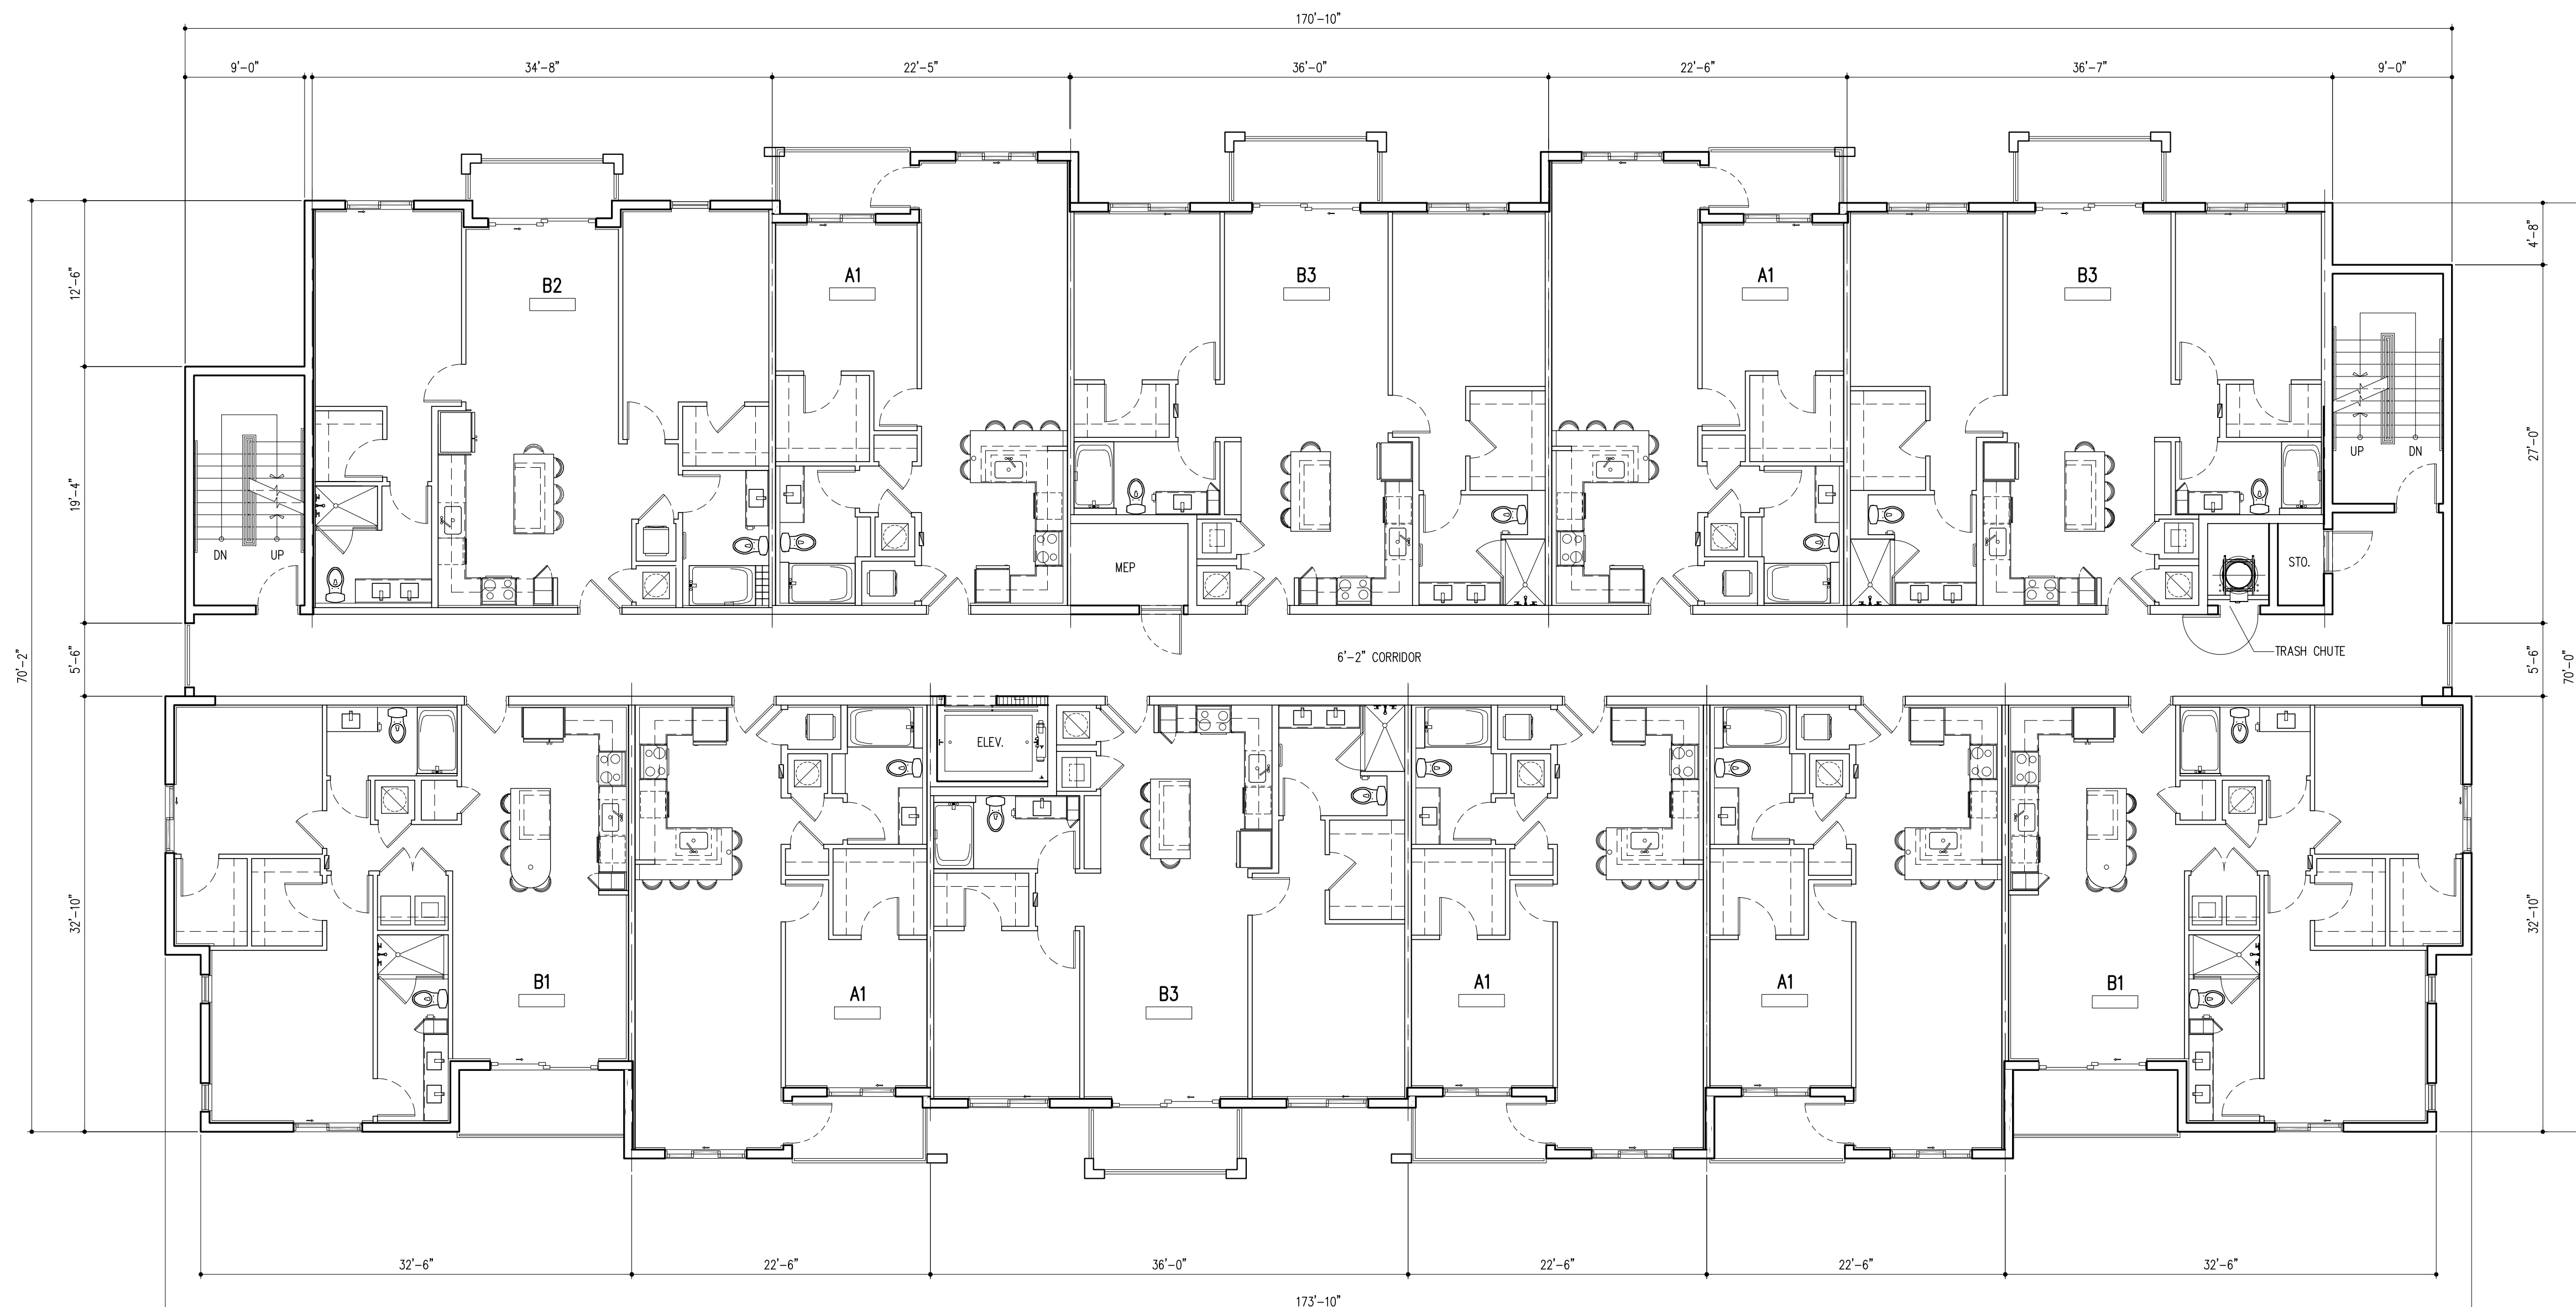 170'-10"
9'-0"
34'-8"
22'-5"
36'-0"
22'-6"
36'-7"
9'-0"
12'-6"
19'-4"
5'-6"
70'-2"
32'-10"
4'-8"
27'-0"
5'-6"
70'-0"
32'-10"
B2
A1
B3
A1
B3
DN
UP
UP
DN
MEP
STO.
6'-2" CORRIDOR
TRASH CHUTE
ELEV.
B1
A1
B3
A1
A1
B1
32'-6"
22'-6"
36'-0"
22'-6"
22'-6"
32'-6"
173'-10"